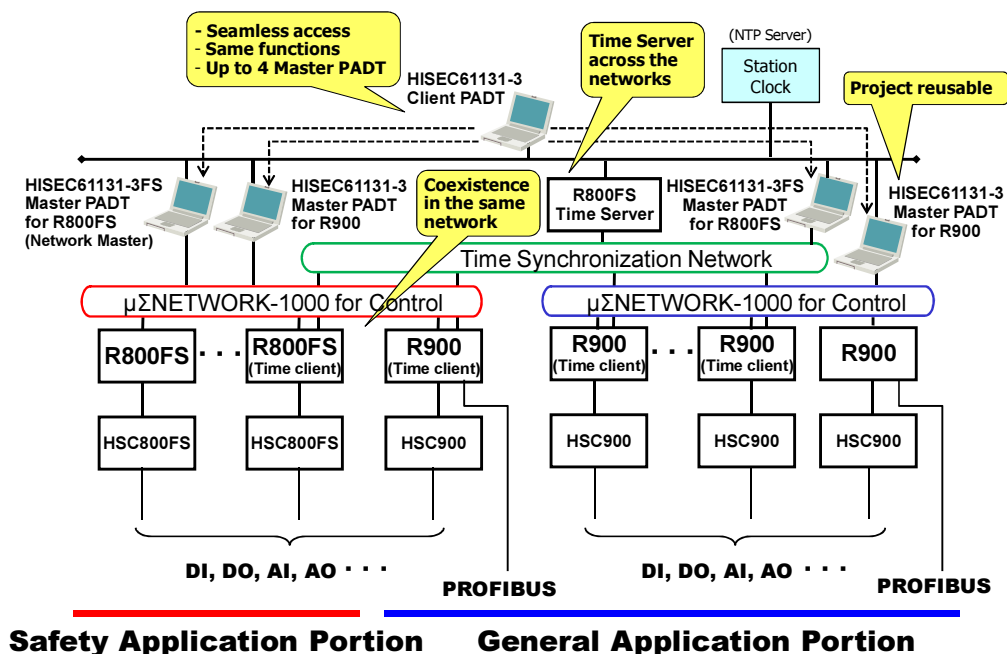 - Seamless access
- Same functions
- Up to 4 Master PADT
HISEC61131-3
Client PADT
Time Server
across the
networks
(NTP Server)
Station
Clock
Project reusable
HISEC61131-3FS
Master PADT
for R800FS
(Network Master)
HISEC61131-3
Master PADT
for R900
Coexistence
in the same
network
R800FS
Time Server
HISEC61131-3FS
Master PADT
for R800FS
HISEC61131-3
Master PADT
for R900
Time Synchronization Network
μΣNETWORK-1000 for Control
μΣNETWORK-1000 for Control
R800FS
· · ·
R800FS
(Time client)
R900
(Time client)
R900
(Time client)
· · ·
R900
(Time client)
R900
HSC800FS
HSC800FS
HSC900
HSC900
HSC900
HSC900
DI, DO, AI, AO · · ·
PROFIBUS
DI, DO, AI, AO · · ·
PROFIBUS
Safety Application Portion
General Application Portion